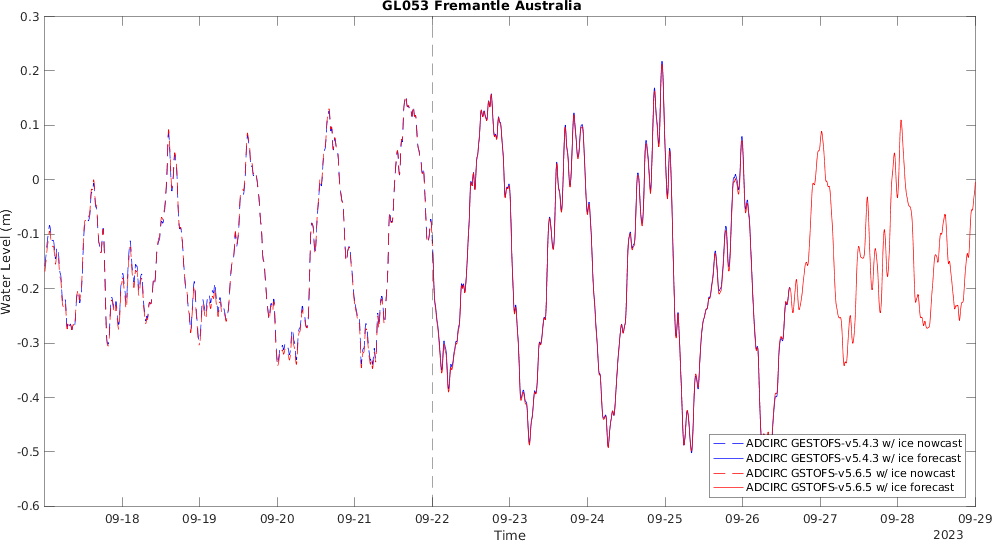 GL053 Fremantle Australia
0.3
0.2
0.1
0
-0.1
-0.2
-0.3
-0.4
-0.5
-0.6
Water Level (m)
ADCIRC GESTOFS-v5.4.3 w/ ice nowcast
ADCIRC GESTOFS-v5.4.3 w/ ice forecast
ADCIRC GSTOFS-v5.6.5 w/ ice nowcast
ADCIRC GSTOFS-v5.6.5 w/ ice forecast
09-18 09-19 09-20 09-21 09-22 09-23 09-24 09-25 09-26 09-27 09-28 09-29
Time
2023